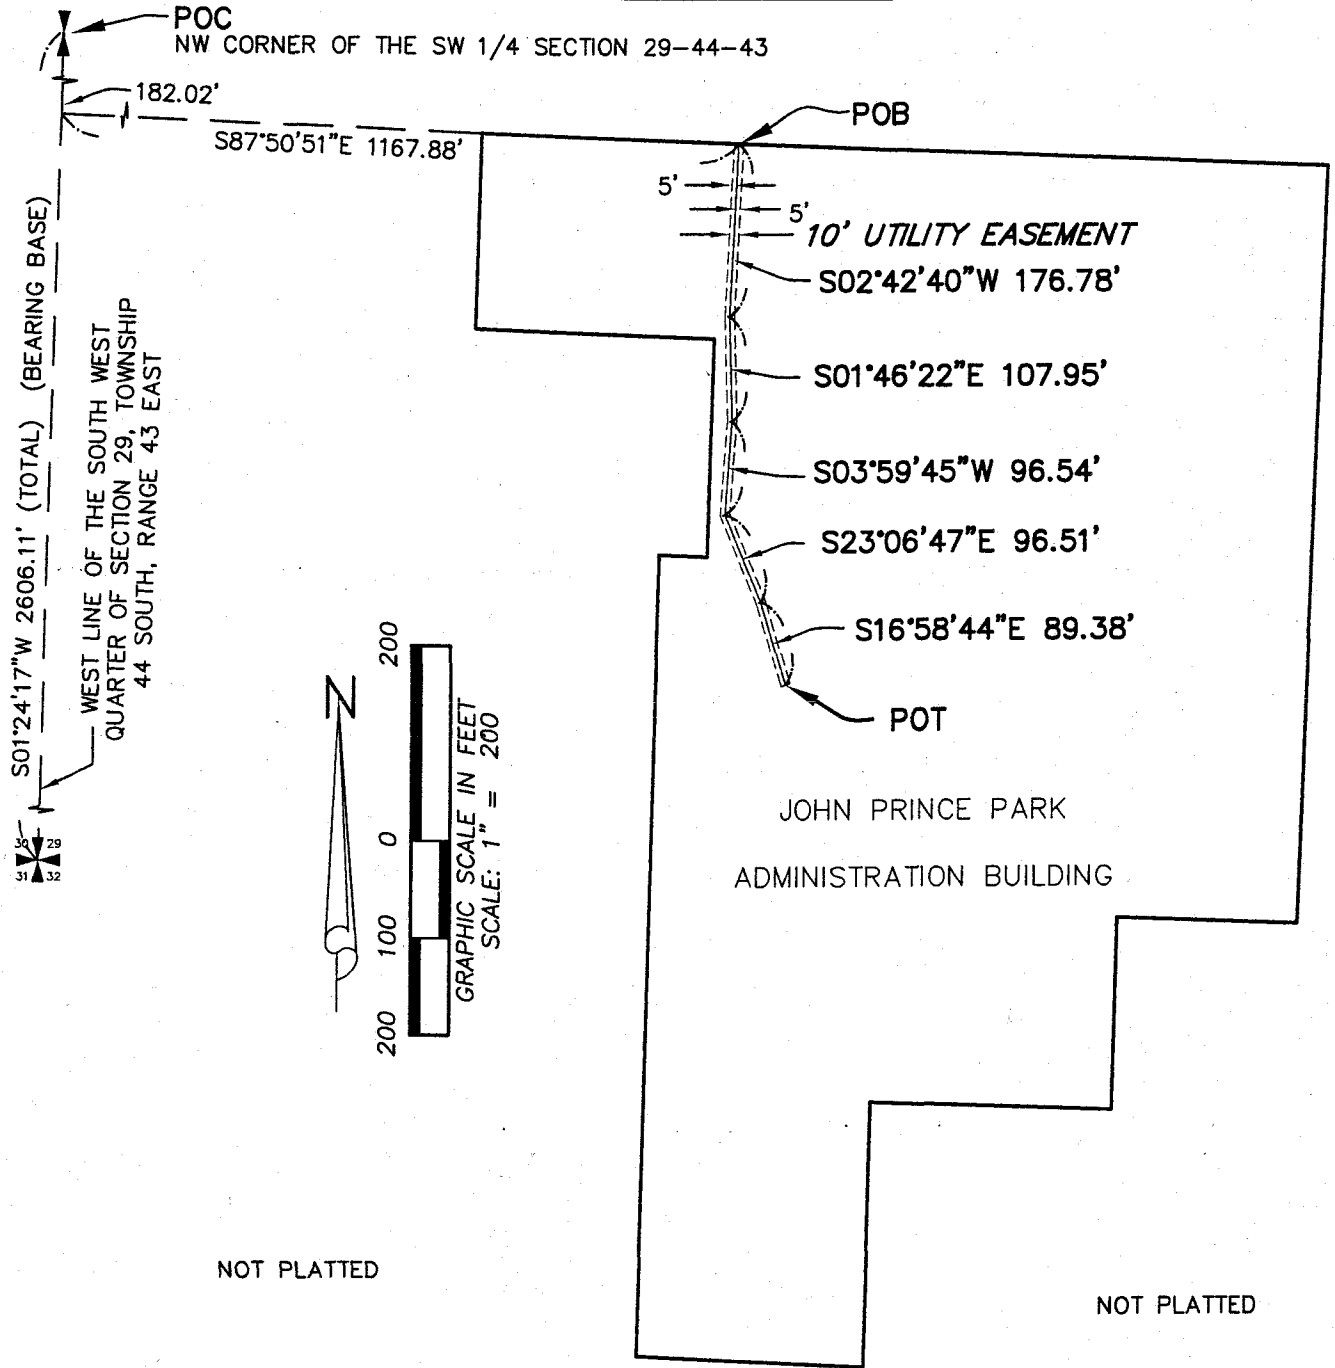 POC
NW CORNER OF THE SW 1/4 SECTION 29-44-43
182.02'
S87°50'51"E 1167.88'
POB
5'
5'
10' UTILITY EASEMENT
S02°42'40"W 176.78'
S01°46'22"E 107.95'
S03°59'45"W 96.54'
S23°06'47"E 96.51'
S16°58'44"E 89.38'
POT
S01°24'17"W 2606.11' (TOTAL) (BEARING BASE)
WEST LINE OF THE SOUTH WEST
QUARTER OF SECTION 29, TOWNSHIP
44 SOUTH, RANGE 43 EAST
30 29
31 32
N
200
0
100
200
GRAPHIC SCALE IN FEET
SCALE: 1" = 200
JOHN PRINCE PARK
ADMINISTRATION BUILDING
NOT PLATTED
NOT PLATTED